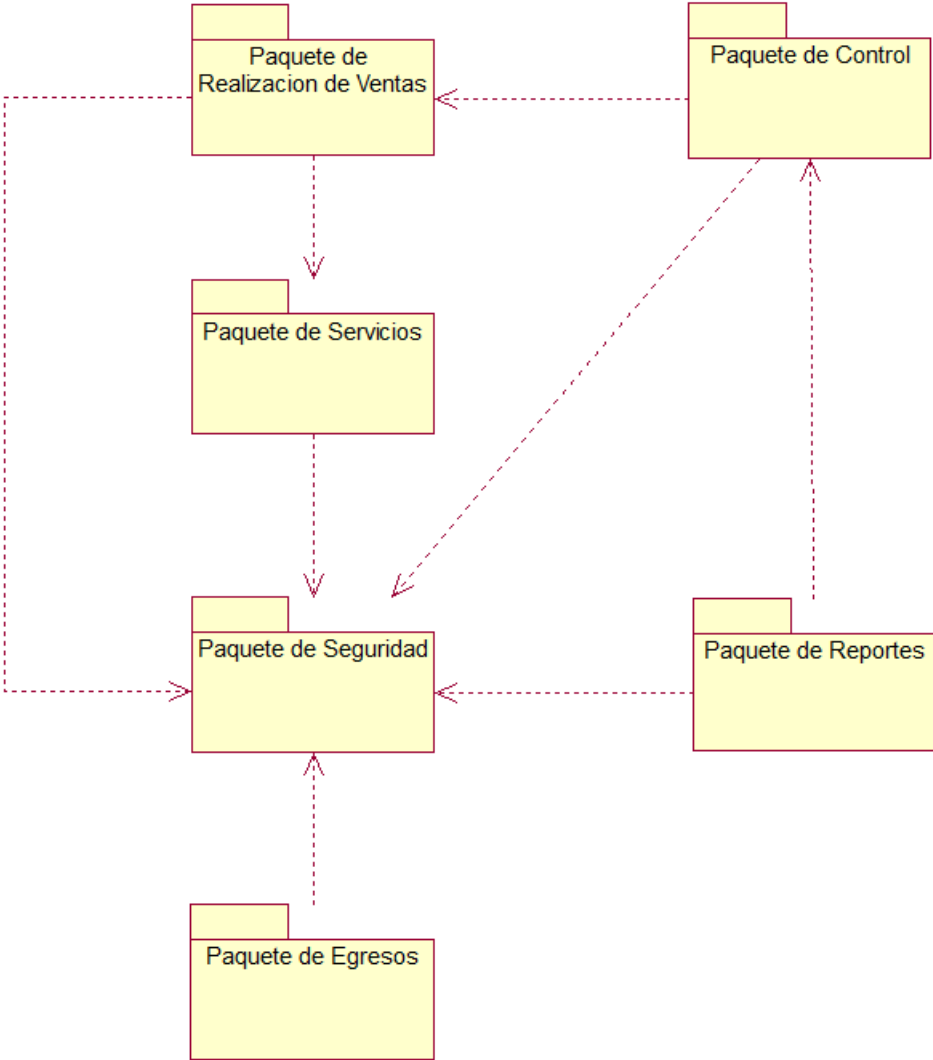 Paquete de
Realizacion de Ventas
Paquete de Control
Paquete de Servicios
Paquete de Seguridad
Paquete de Reportes
Paquete de Egresos